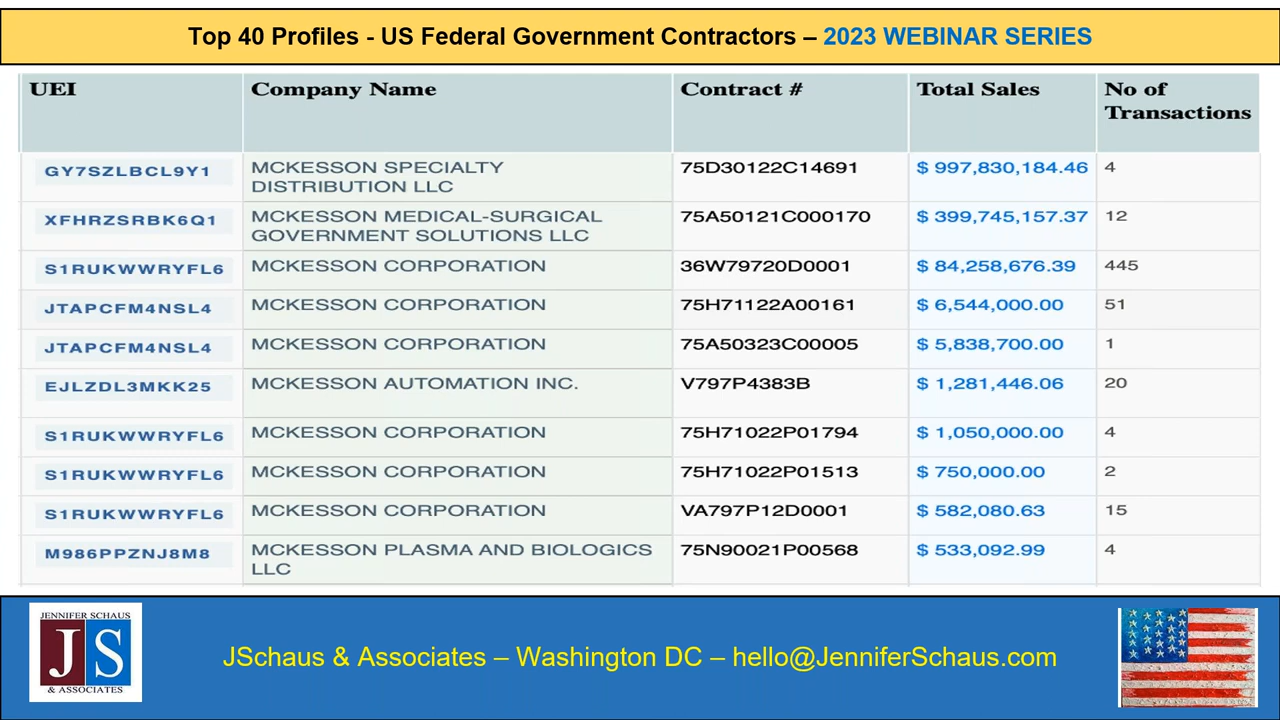 Top 40 Profiles - US Federal Government Contractors – 2023 WEBINAR SERIES
UEI Company Name Contract # Total Sales No of
Transactions
GY7SZLBCL9Y1 MCKESSON SPECIALTY 75D30122C14691 $ 997,830,184.46 4
DISTRIBUTION LLC
XFHRZSRBK6Q1 MCKESSON MEDICAL-SURGICAL 75A50121C000170 $ 399,745,157.37 12
GOVERNMENT SOLUTIONS LLC
S1RUKWWRYFL6 MCKESSON CORPORATION 36W79720D0001 $ 84,258,676.39 445
JTAPCFM4NSL4 MCKESSON CORPORATION 75H71122A00161 $ 6,544,000.00 51
JTAPCFM4NSL4 MCKESSON CORPORATION 75A50323C00005 $ 5,838,700.00 1
EJLZDL3MKK25 MCKESSON AUTOMATION INC. V797P4383B $ 1,281,446.06 20
S1RUKWWRYFL6 MCKESSON CORPORATION 75H71022P01794 $ 1,050,000.00 4
S1RUKWWRYFL6 MCKESSON CORPORATION 75H71022P01513 $ 750,000.00 2
S1RUKWWRYFL6 MCKESSON CORPORATION VA797P12D0001 $ 582,080.63 15
M986PPZNJ8M8 MCKESSON PLASMA AND BIOLOGICS 75N90021P00568 $ 533,092.99 4
LLC
JENNIFER SCHAUS
JS
& ASSOCIATES
JSchaus & Associates – Washington DC – hello@JenniferSchaus.com